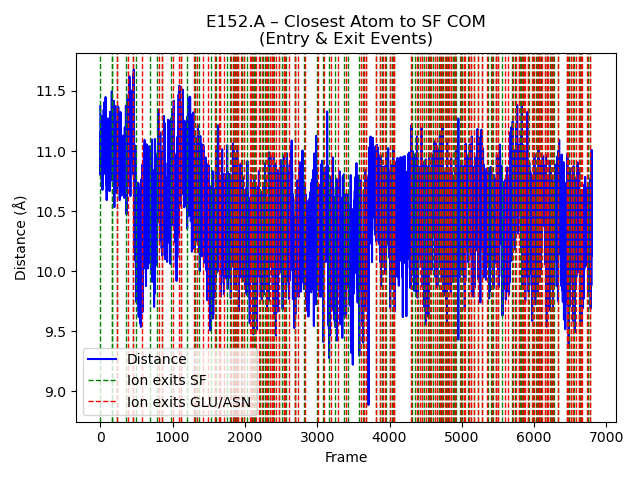 E152.A – Closest Atom to SF COM
(Entry & Exit Events)
Distance (Å)
11.5
11.0
10.5
10.0
9.5
9.0
Distance
Ion exits SF
Ion exits GLU/ASN
0 1000 2000 3000 4000 5000 6000 7000
Frame